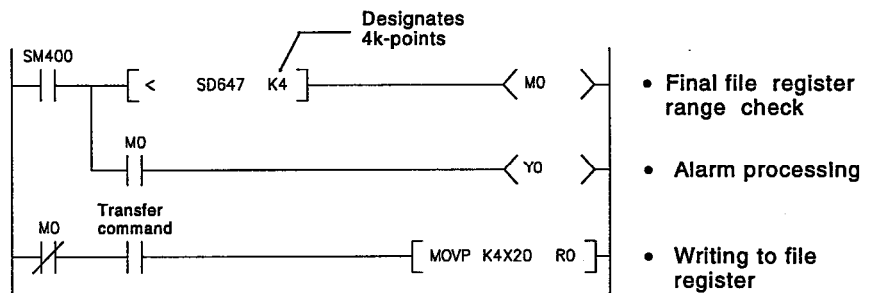 Designates
4k-points
SM400
< SD647 K4
M0
• Final file register
range check
M0
Y0
• Alarm processing
M0
Transfer
command
MOVP K4X20 R0
• Writing to file
register